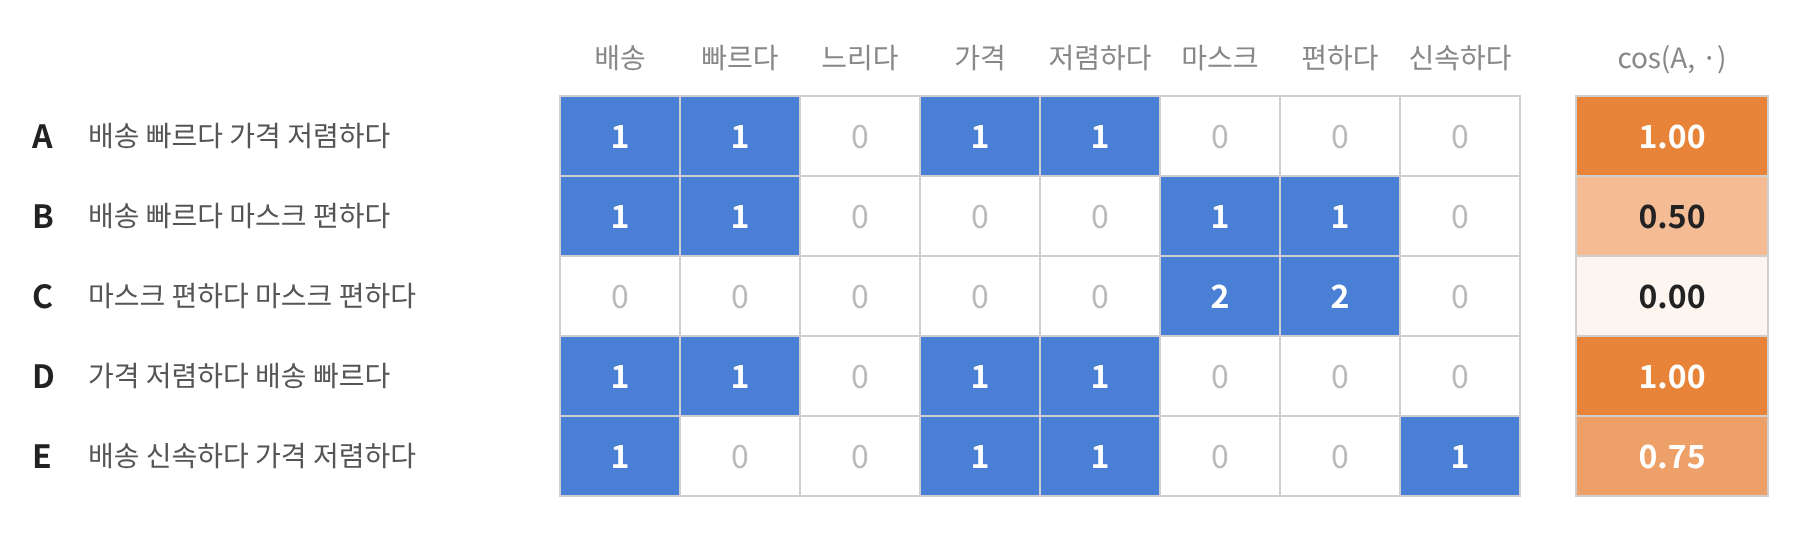 배송 빠르다 느리다 가격 저렴하다 마스크 편하다 신속하다 cos(A, ·)
A 배송 빠르다 가격 저렴하다 1 1 0 1 1 0 0 0 1.00
B 배송 빠르다 마스크 편하다 1 1 0 0 0 1 1 0 0.50
C 마스크 편하다 마스크 편하다 0 0 0 0 0 2 2 0 0.00
D 가격 저렴하다 배송 빠르다 1 1 0 1 1 0 0 0 1.00
E 배송 신속하다 가격 저렴하다 1 0 0 1 1 0 0 1 0.75